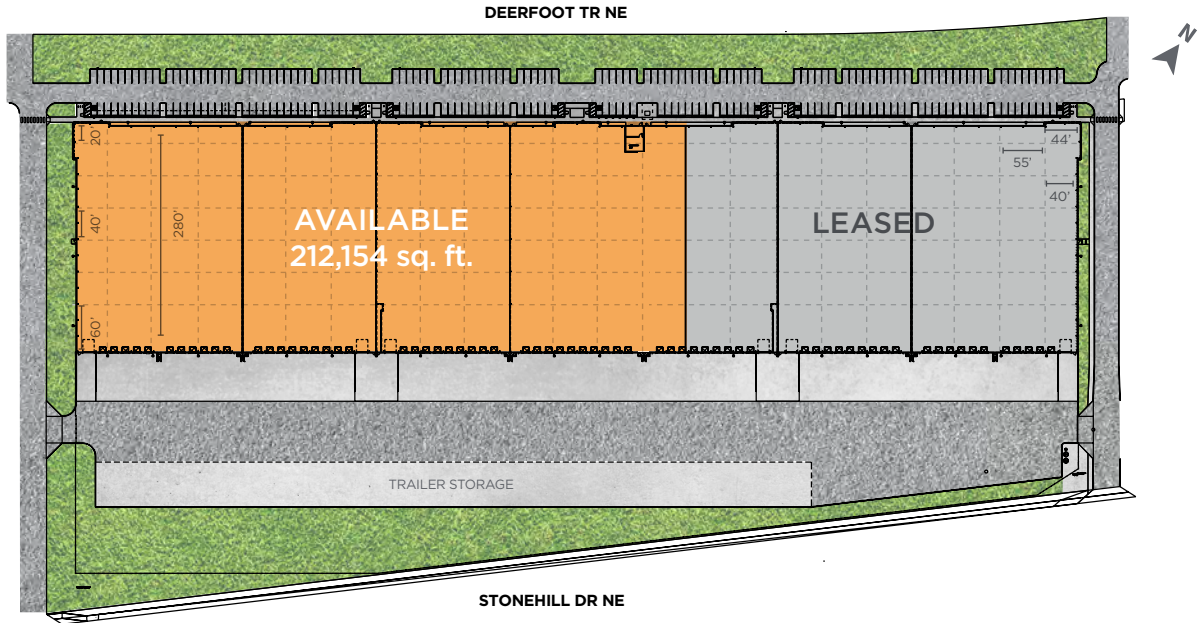 DEERFOOT TR NE
N
20'
44'
55'
40'
40'
280'
AVAILABLE
212,154 sq. ft.
LEASED
60'
TRAILER STORAGE
STONEHILL DR NE